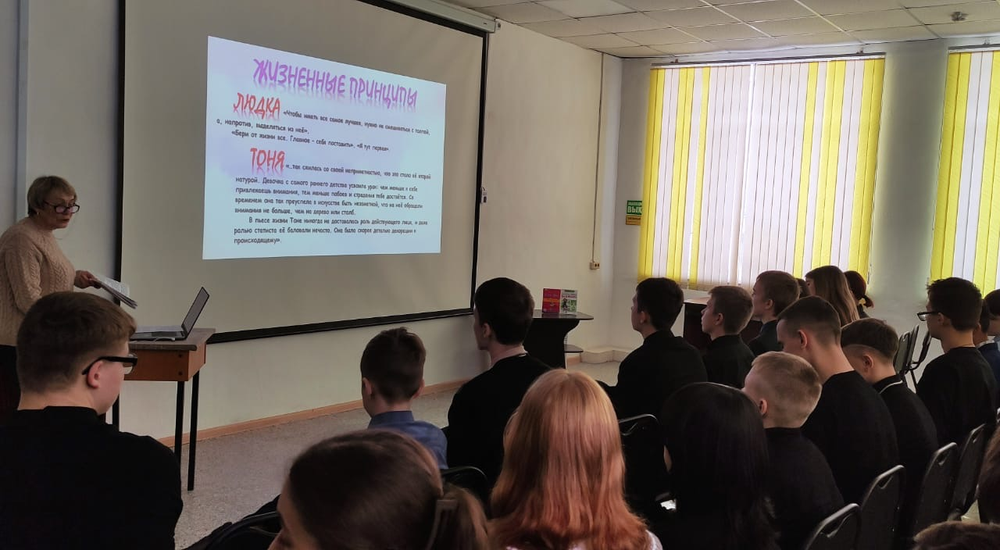 ЖИЗНЕННЫЕ ПРИНЦИПЫ
ЛЮДКА «Чтобы иметь все самое лучшее, нужно не смешиваться с толпой,
а, напротив, выделяться из неё».
«Бери от жизни все. Главное - себя поставить». «Я тут первая».
ТОНЯ «…так сжилась со своей неприметностью, что это стало её второй
натурой. Девочка с самого раннего детства усвоила урок: чем меньше к себе
привлекаешь внимания, тем меньше побоев и страданий тебе достаётся. Со
временем она так преуспела в искусстве быть незаметной, что на неё обращали
внимания не больше, чем на дерево или столб.
В пьесе жизни Тоне никогда не доставалась роль действующего лица, и даже
ролью статиста её баловали нечасто. Она была скорее деталью декорации к
происходящему».
ВЫХ